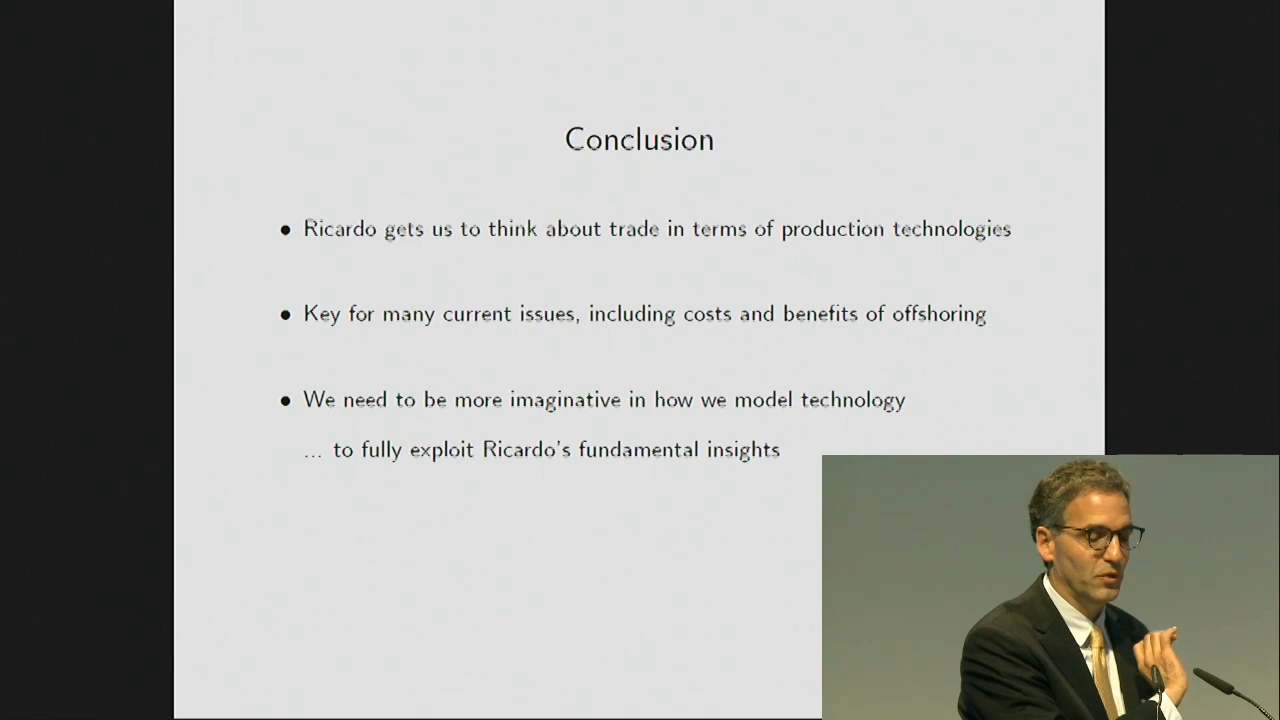 Conclusion
• Ricardo gets us to think about trade in terms of production technologies
• Key for many current issues, including costs and benefits of offshoring
• We need to be more imaginative in how we model technology
... to fully exploit Ricardo's fundamental insights